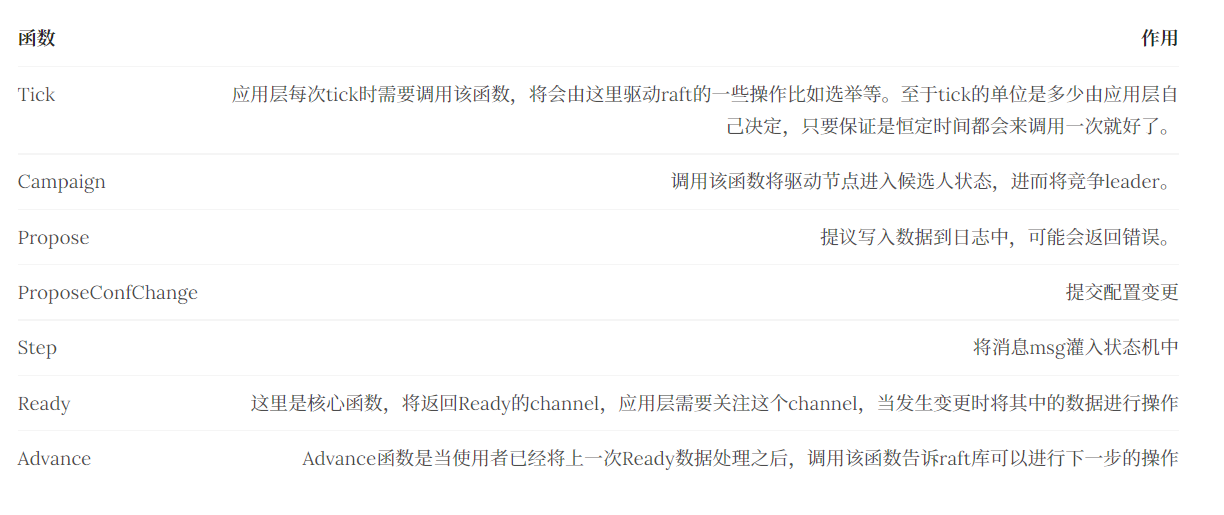 函数 作用
Tick 应用层每次tick时需要调用该函数，将会由这里驱动raft的一些操作比如选举等。至于tick的单位是多少由应用层自
己决定，只要保证是恒定时间都会来调用一次就好了。
Campaign 调用该函数将驱动节点进入候选人状态，进而将竞争leader。
Propose 提议写入数据到日志中，可能会返回错误。
ProposeConfChange 提交配置变更
Step 将消息msg灌入状态机中
Ready 这里是核心函数，将返回Ready的channel，应用层需要关注这个channel，当发生变更时将其中的数据进行操作
Advance Advance函数是当使用者已经将上一次Ready数据处理之后，调用该函数告诉raft库可以进行下一步的操作